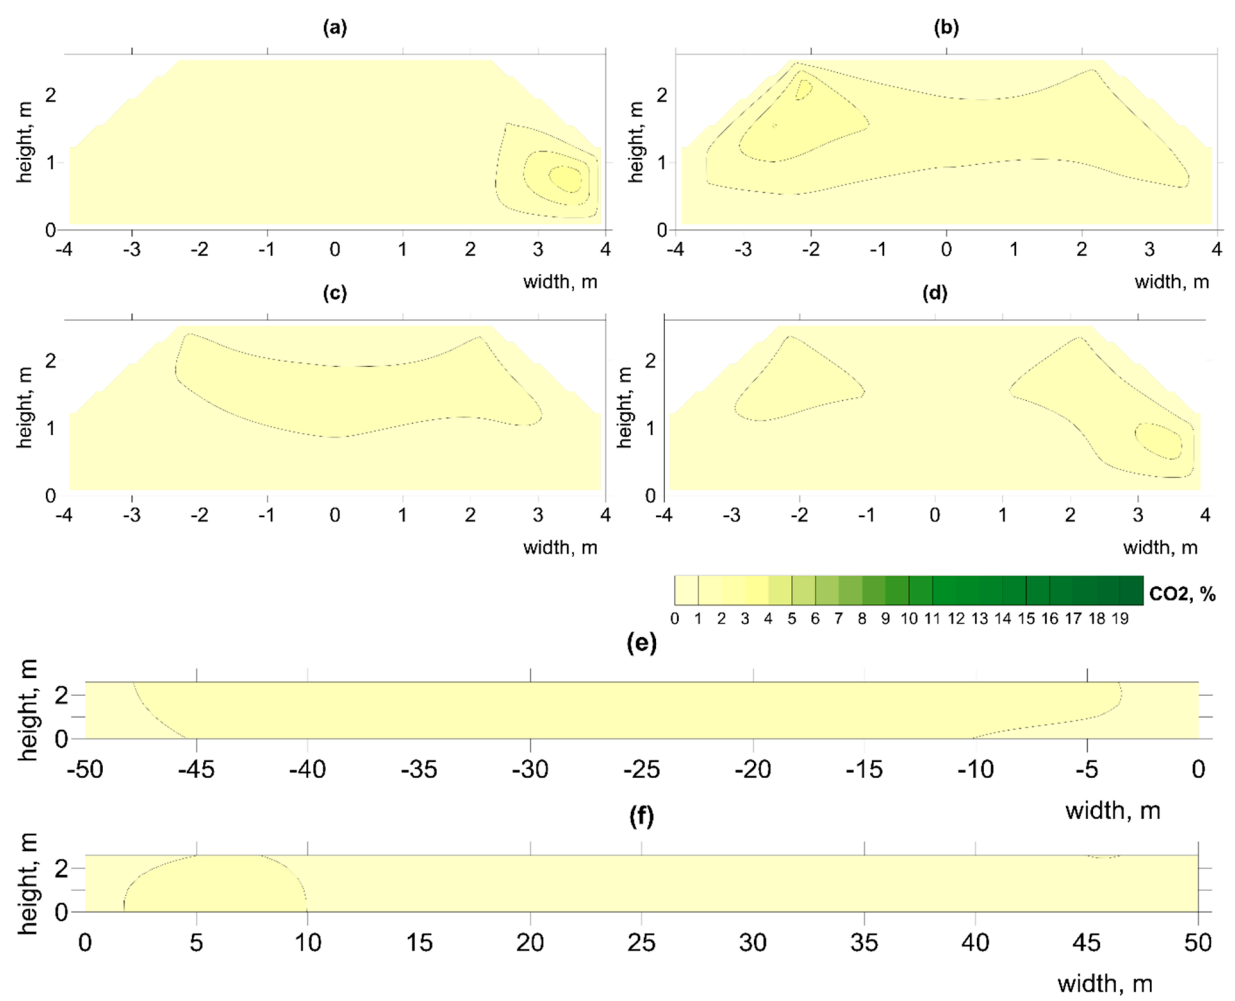 (a) (b)
height, m 2 1 0 height, m 2 1 0
-4 -3 -2 -1 0 1 2 3 4 -4 -3 -2 -1 0 1 2 3 4
width, m width, m
(c) (d)
height, m 2 1 0 height, m 2 1 0
-4 -3 -2 -1 0 1 2 3 4 -4 -3 -2 -1 0 1 2 3 4
width, m width, m
CO2, %
0 1 2 3 4 5 6 7 8 9 10 11 12 13 14 15 16 17 18 19
(e)
height, m 2 0
-50 -45 -40 -35 -30 -25 -20 -15 -10 -5 0
width, m
(f)
height, m 2 0
0 5 10 15 20 25 30 35 40 45 50
width, m